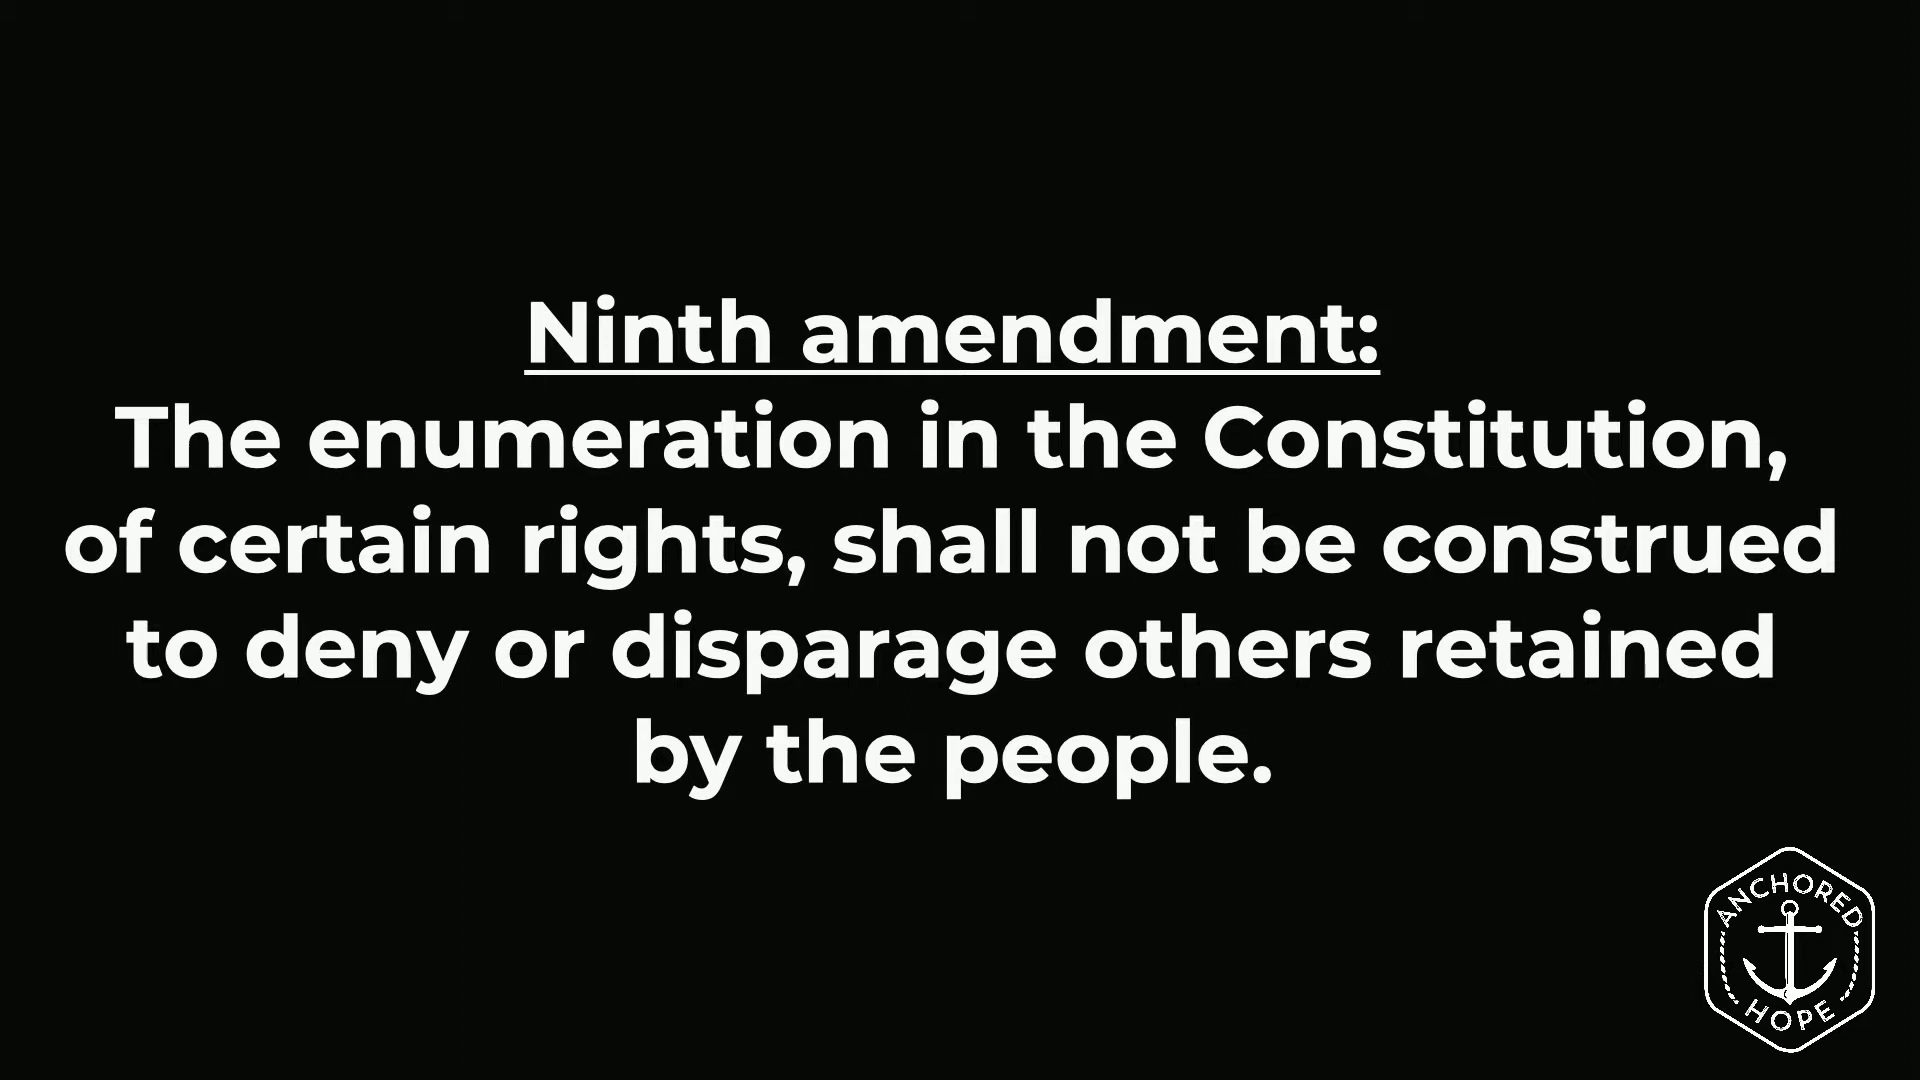 Ninth amendment:
The enumeration in the Constitution,
of certain rights, shall not be construed
to deny or disparage others retained
by the people.
ANCHORED
HOPE